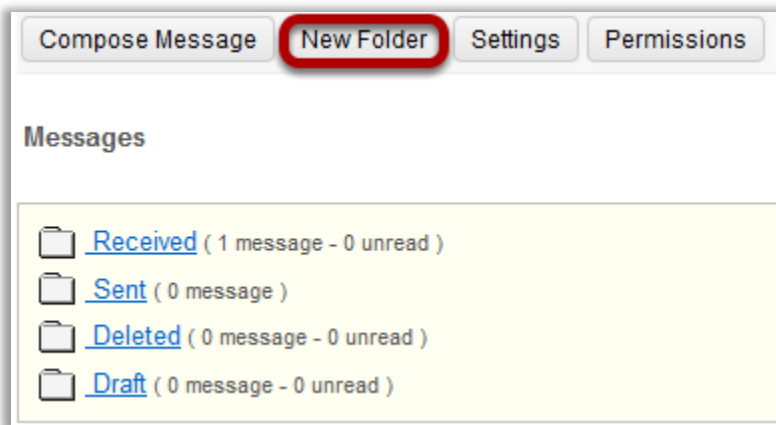 Compose Message New Folder Settings Permissions
Messages
Received ( 1 message - 0 unread )
Sent ( 0 message )
Deleted ( 0 message - 0 unread )
Draft ( 0 message - 0 unread )